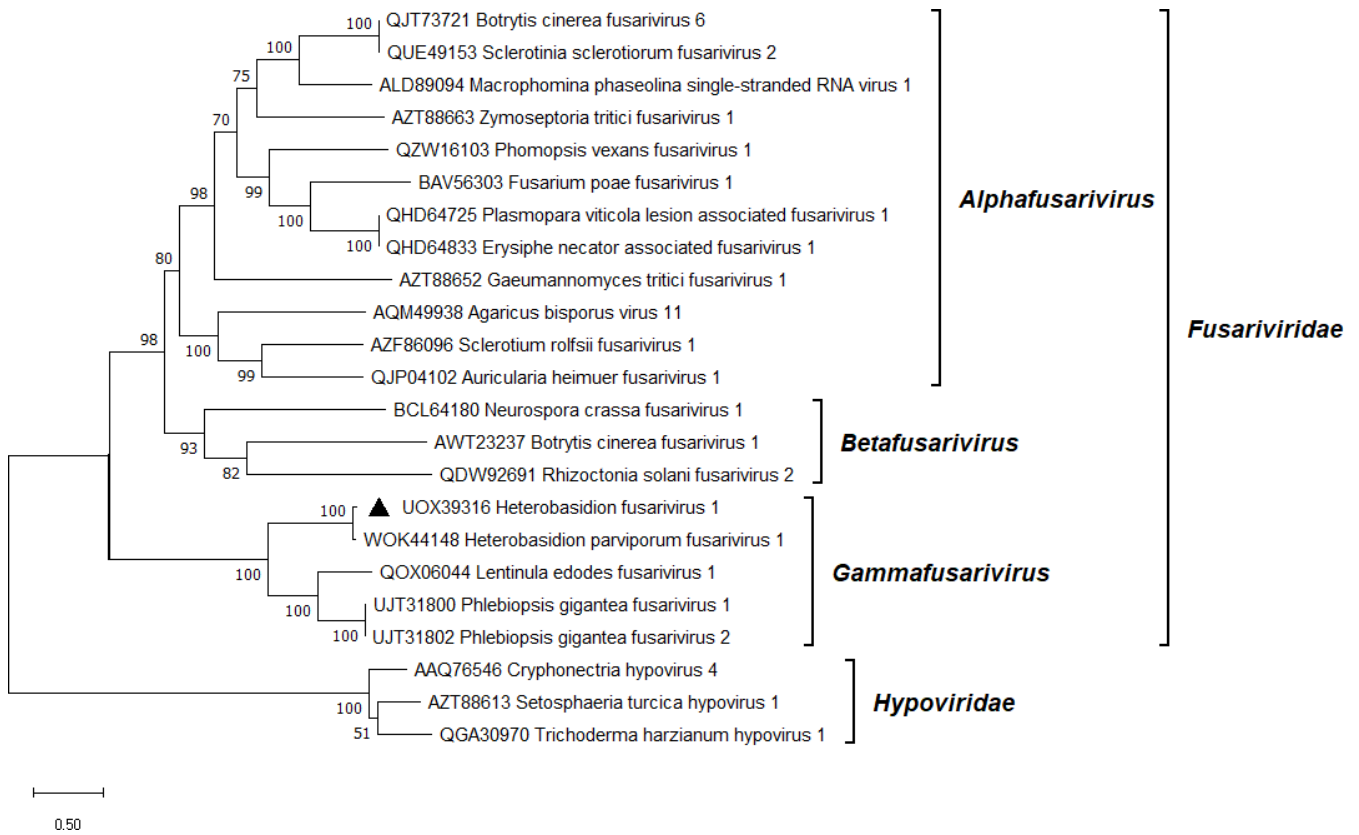 100
QJT73721 Botrytis cinerea fusarivirus 6
100
QUE49153 Sclerotinia sclerotiorum fusarivirus 2
75
ALD89094 Macrophomina phaseolina single-stranded RNA virus 1
70
AZT88663 Zymoseptoria tritici fusarivirus 1
QZW16103 Phomopsis vexans fusarivirus 1
99
BAV56303 Fusarium poae fusarivirus 1
98
Alphafusarivirus
100
QHD64725 Plasmopara viticola lesion associated fusarivirus 1
100
QHD64833 Erysiphe necator associated fusarivirus 1
80
AZT88652 Gaeumannomyces tritici fusarivirus 1
AQM49938 Agaricus bisporus virus 11
Fusariviridae
98
100
AZF86096 Sclerotium rolfsii fusarivirus 1
99
QJP04102 Auricularia heimuer fusarivirus 1
BCL64180 Neurospora crassa fusarivirus 1
93
AWT23237 Botrytis cinerea fusarivirus 1
Betafusarivirus
82
QDW92691 Rhizoctonia solani fusarivirus 2
100
UOX39316 Heterobasidion fusarivirus 1
WOK44148 Heterobasidion parviporum fusarivirus 1
100
QOX06044 Lentinula edodes fusarivirus 1
Gammafusarivirus
100
UJT31800 Phlebiopsis gigantea fusarivirus 1
100
UJT31802 Phlebiopsis gigantea fusarivirus 2
AAQ76546 Cryphonectria hypovirus 4
100
AZT88613 Setosphaeria turcica hypovirus 1
Hypoviridae
51
QGA30970 Trichoderma harzianum hypovirus 1
0.50